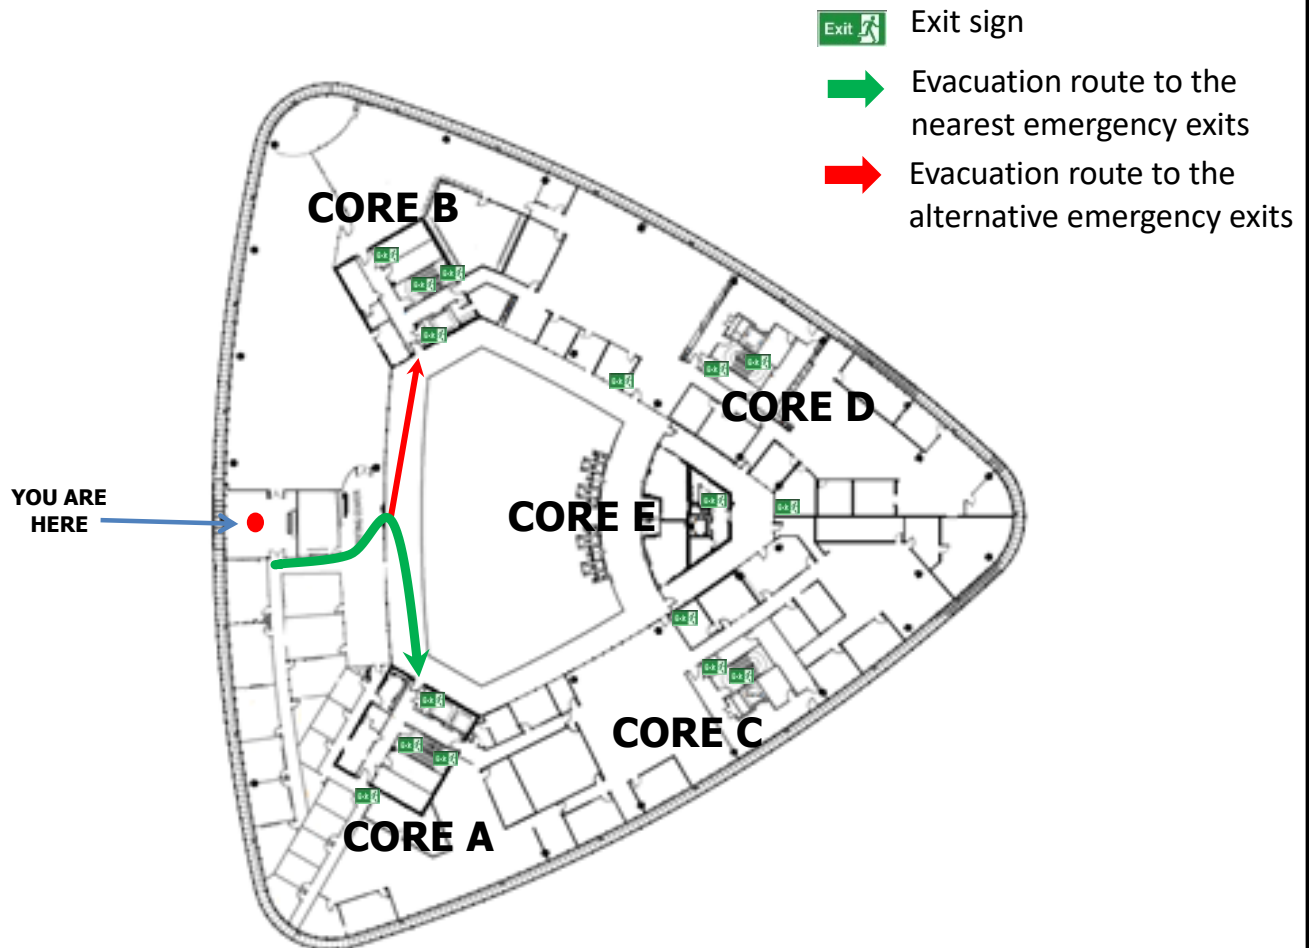 Exit
Exit sign
Evacuation route to the
nearest emergency exits
Evacuation route to the
alternative emergency exits
CORE B
CORE D
YOU ARE
HERE
CORE E
CORE C
CORE A